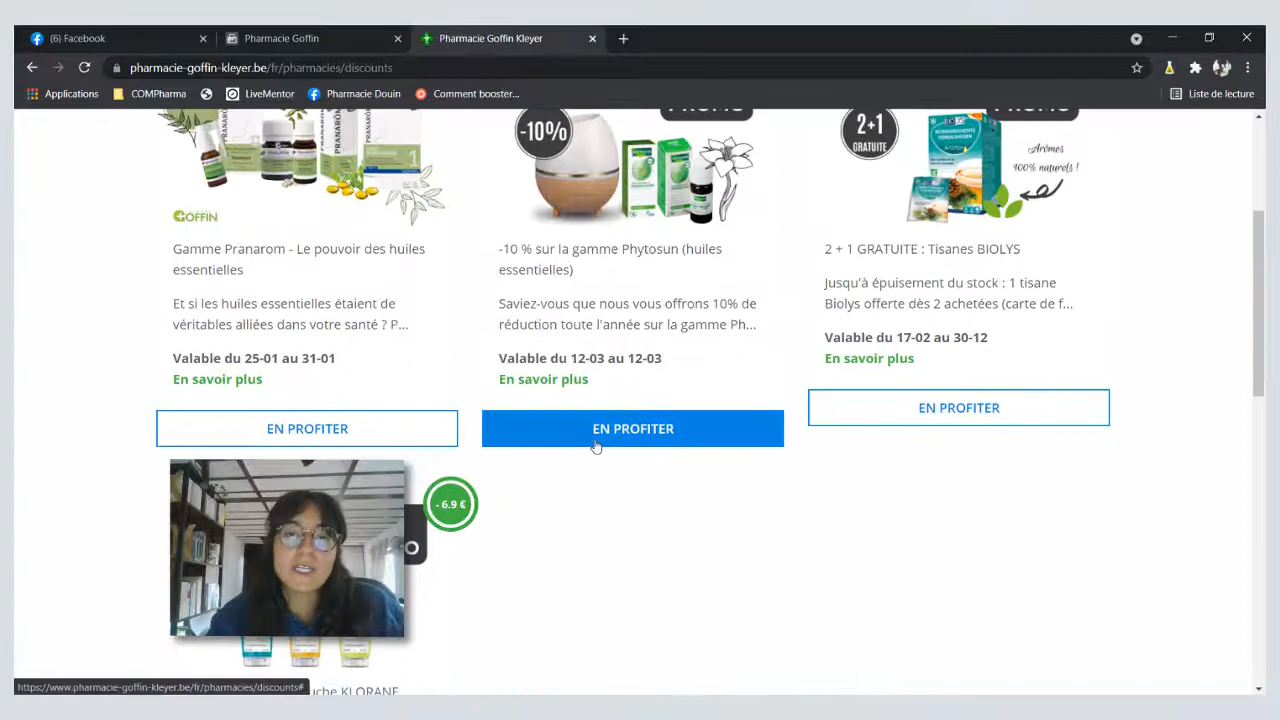 (6) Facebook
Pharmacie Goffin
Pharmacie Goffin Kleyer
pharmacie-goffin-kleyer.be/fr/pharmacies/discounts
Applications
COMPharma
LiveMentor
Pharmacie Douin
Comment booster...
Liste de lecture
PRANARÔM
-10%
PROMO
2+1
GRATUITE
PROMO
Arômes
100% naturels !
GOFFIN
Gamme Pranarom - Le pouvoir des huiles
essentielles
Et si les huiles essentielles étaient de
véritables alliées dans votre santé ? P...
Valable du 25-01 au 31-01
En savoir plus
EN PROFITER
-10 % sur la gamme Phytosun (huiles
essentielles)
Saviez-vous que nous vous offrons 10% de
réduction toute l'année sur la gamme Ph...
Valable du 12-03 au 12-03
En savoir plus
EN PROFITER
2 + 1 GRATUITE : Tisanes BIOLYS
Jusqu'à épuisement du stock : 1 tisane
Biolys offerte dès 2 achetées (carte de f...
Valable du 17-02 au 30-12
En savoir plus
EN PROFITER
- 6.9 €
O
uche KLORANE
https://www.pharmacie-goffin-kleyer.be/fr/pharmacies/discounts#